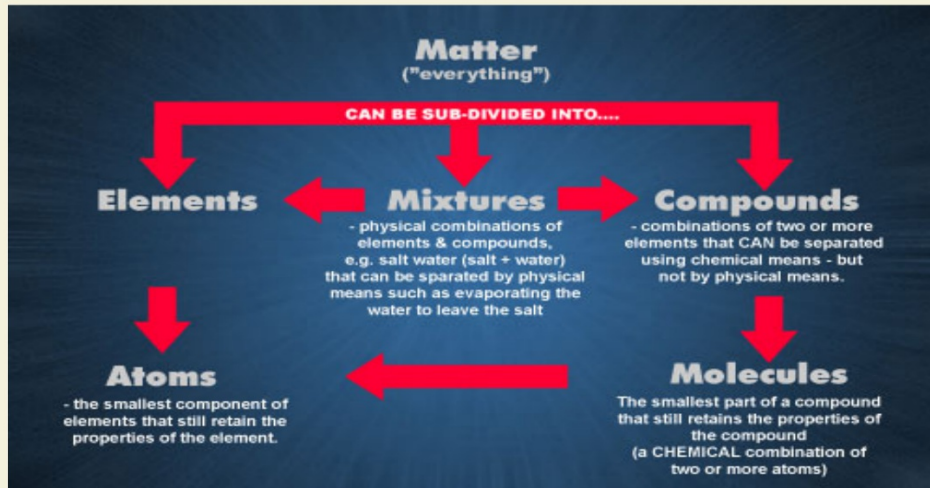 Matter
("everything")
CAN BE SUB-DIVIDED INTO....
Elements
Mixtures
- physical combinations of
elements & compounds,
e.g. salt water (salt + water)
that can be sparated by physical
means such as evaporating the
water to leave the salt
Compounds
- combinations of two or more
elements that CAN be separated
using chemical means - but
not by physical means.
Atoms
- the smallest component of
elements that still retain the
properties of the element.
Molecules
The smallest part of a compound
that still retains the properties of
the compound
(a CHEMICAL combination of
two or more atoms)